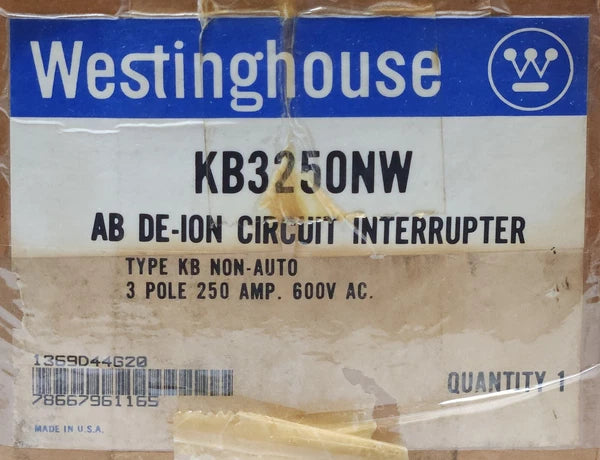 Westinghouse
KB3250NW
AB DE-ION CIRCUIT INTERRUPTER
TYPE KB NON-AUTO
3 POLE 250 AMP. 600V AC.
1369D44G20
78667961165
QUANTITY 1
MADE IN U.S.A.